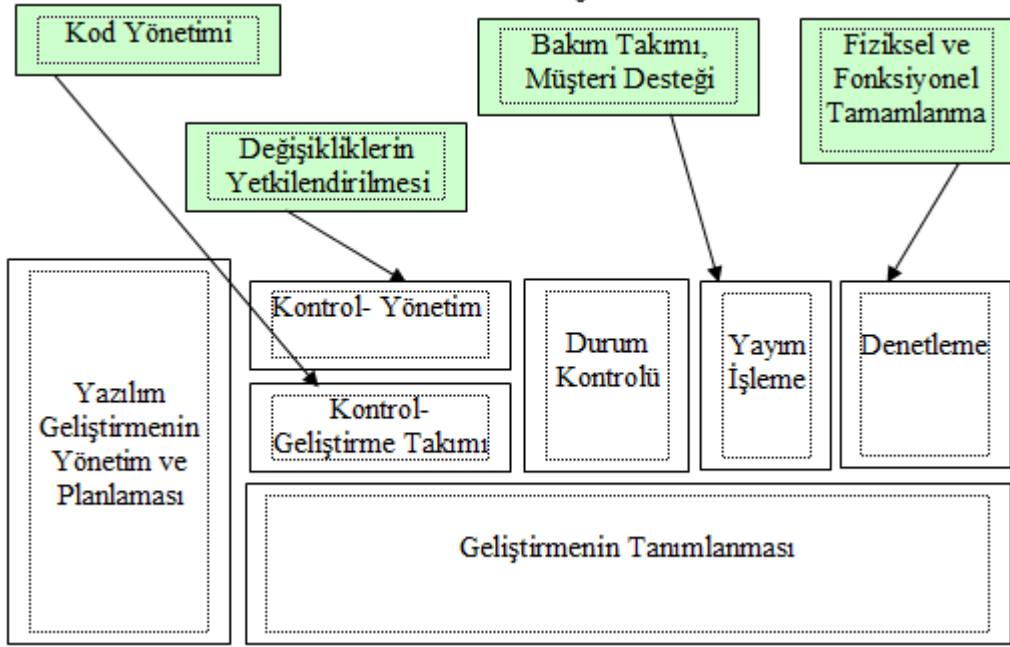 Kod Yönetimi
Bakım Takımı,
Müşteri Desteği
Fiziksel ve
Fonksiyonel
Tamamlanma
Değişikliklerin
Yetkilendirilmesi
Yazılım
Geliştirmenin
Yönetim ve
Planlaması
Kontrol- Yönetim
Kontrol-
Geliştirme Takımı
Durum
Kontrolü
Yayım
İşleme
Denetleme
Geliştirmenin Tanımlanması